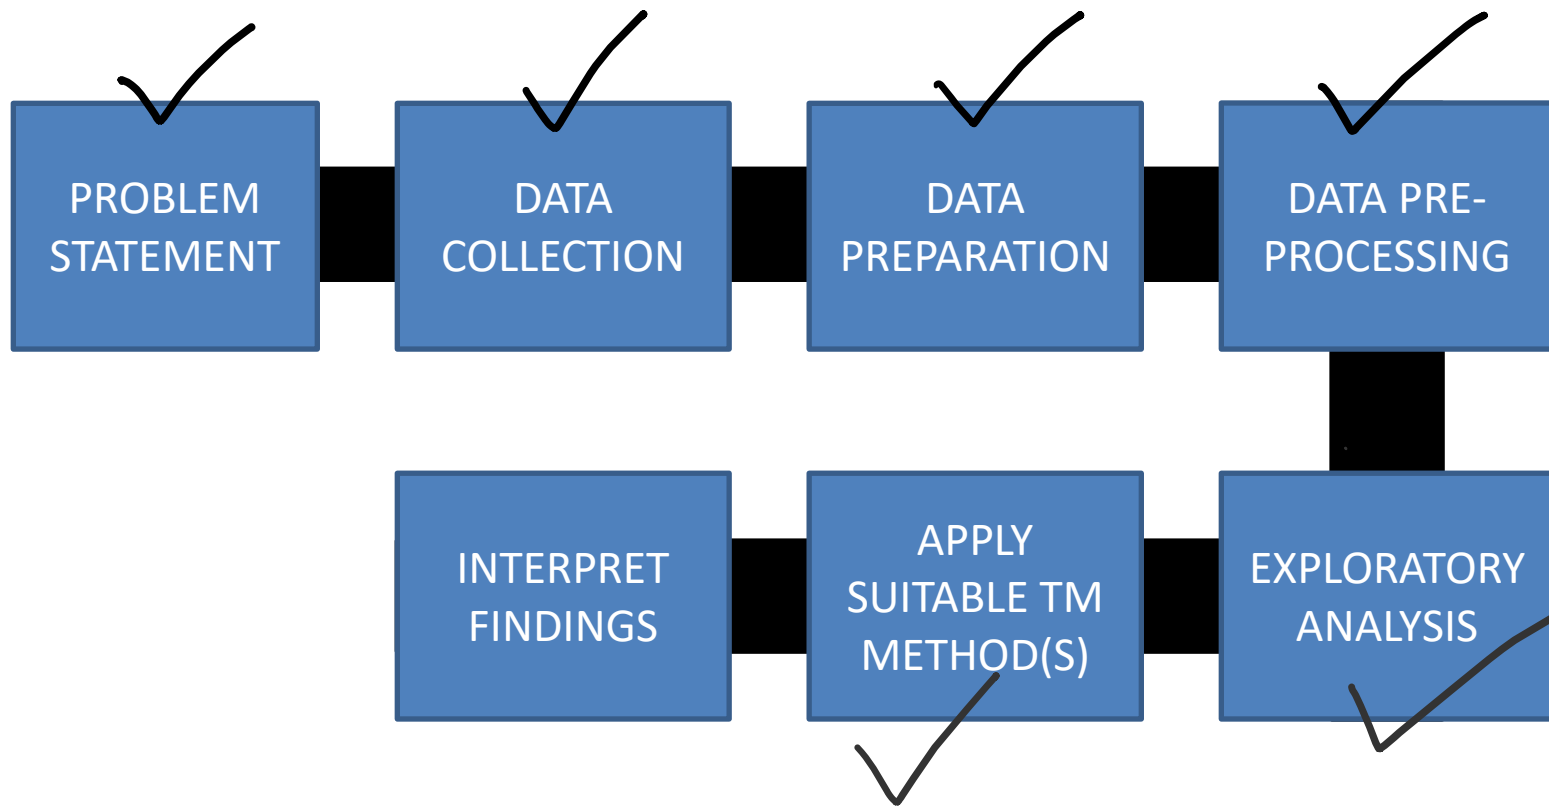 PROBLEM
STATEMENT
DATA
COLLECTION
DATA
PREPARATION
DATA PRE-
PROCESSING
INTERPRET
FINDINGS
APPLY
SUITABLE TM
METHOD(S)
EXPLORATORY
ANALYSIS